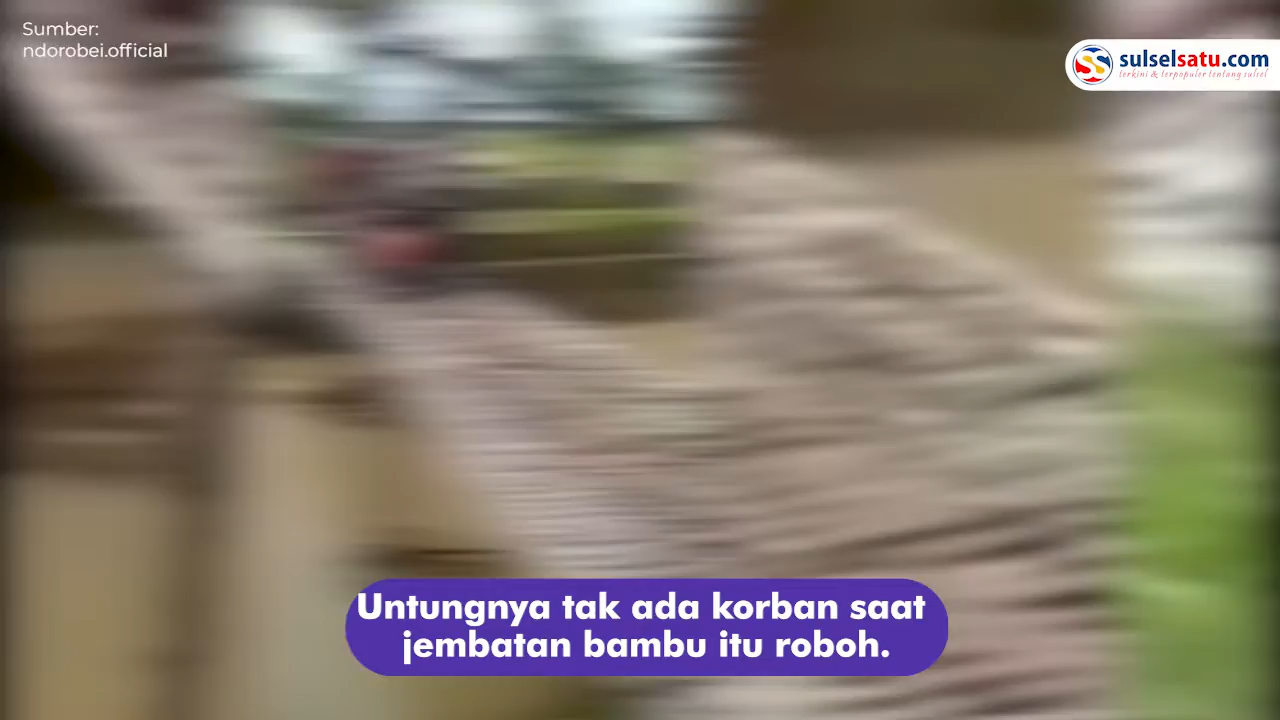 Sumber:
ndorobei.official
sulselsatu.com
terkini & terpopuler tentang sulsel
Untungnya tak ada korban saat
jembatan bambu itu roboh.